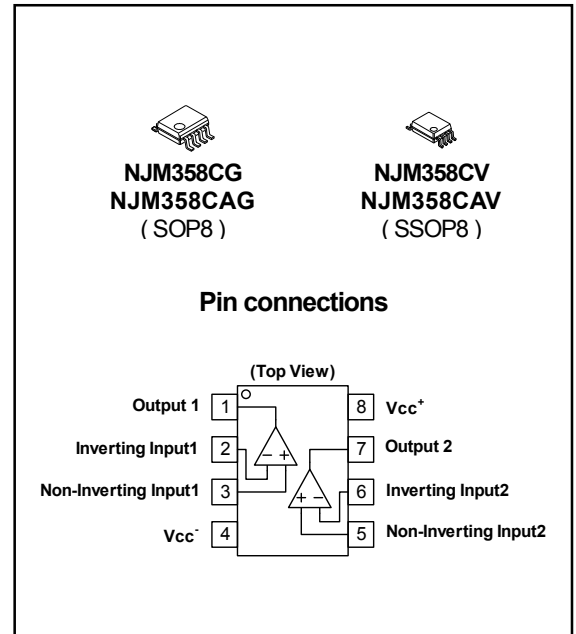 NJM358CG
NJM358CAG
( SOP8 )
NJM358CV
NJM358CAV
( SSOP8 )
Pin connections
(Top View)
Output 1 1
Inverting Input1 2
Non-Inverting Input1 3
Vcc⁻ 4
8 Vcc⁺
7 Output 2
6 Inverting Input2
5 Non-Inverting Input2
− +
+ −